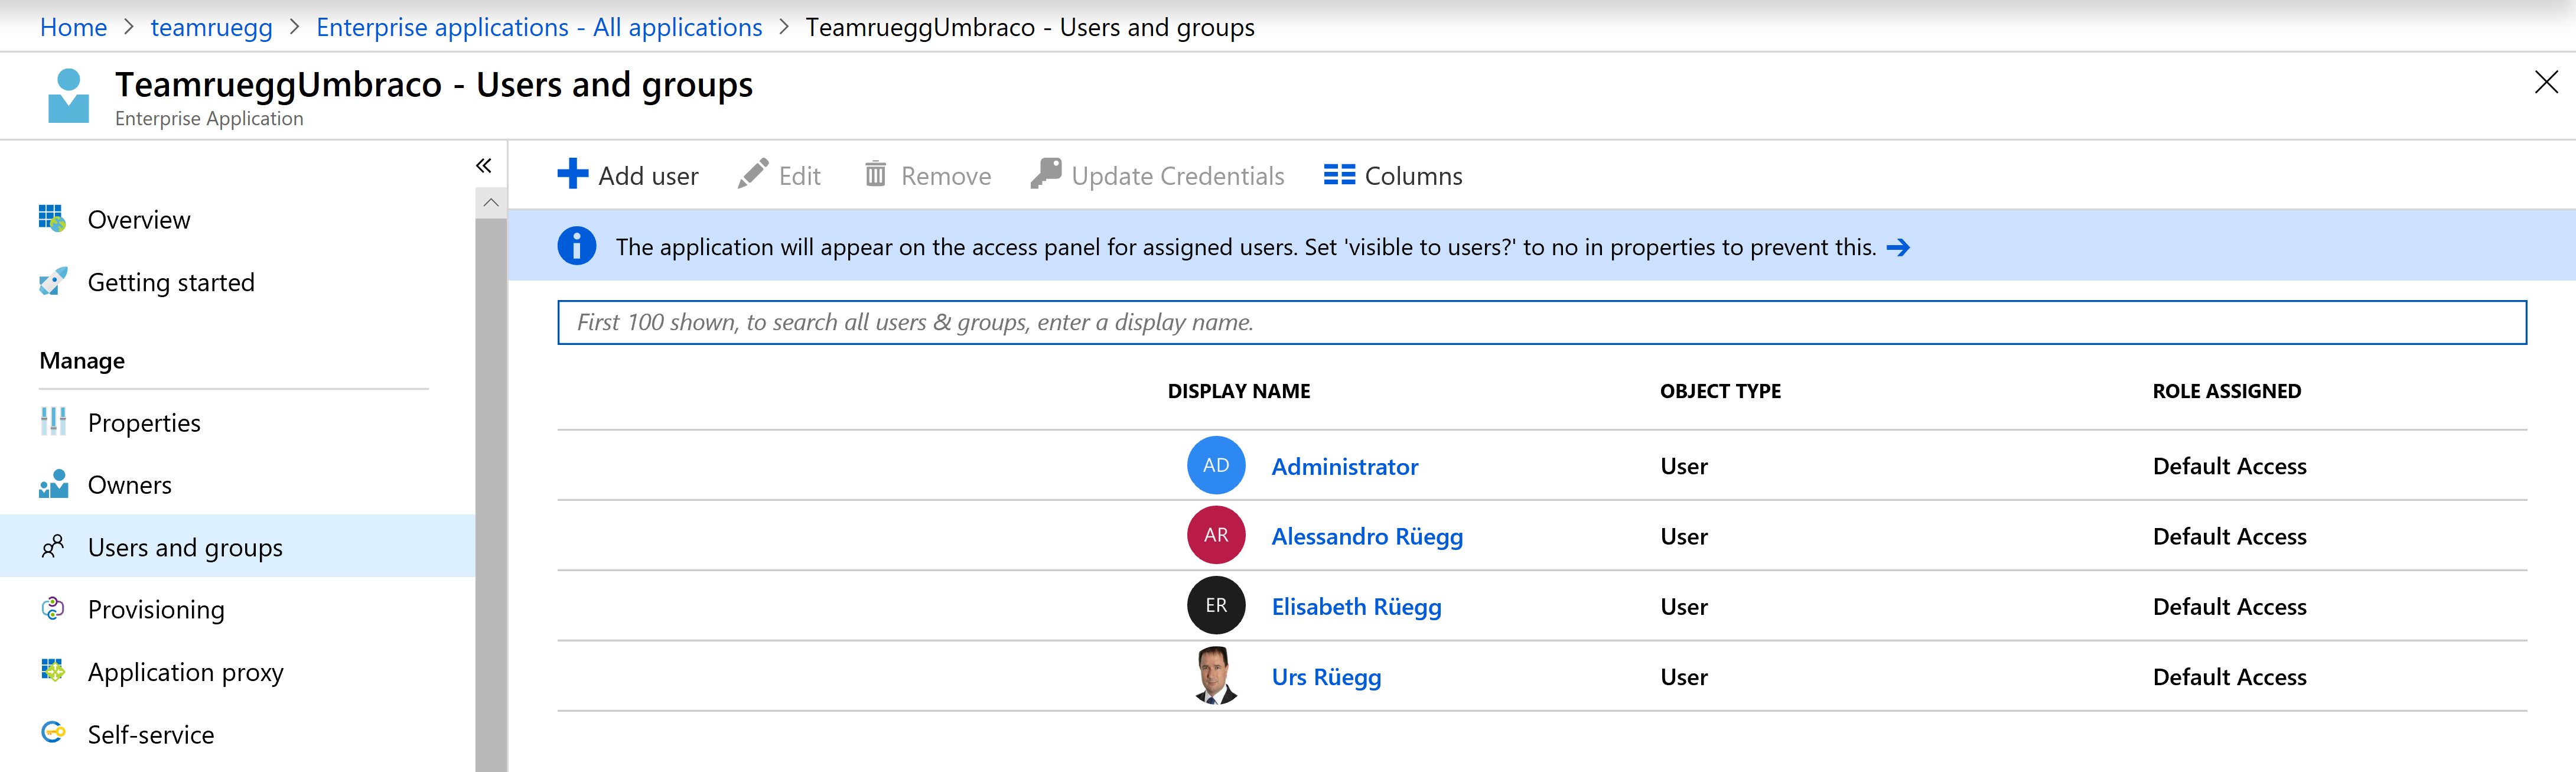 Home > teamruegg > Enterprise applications - All applications > TeamrueggUmbraco - Users and groups
TeamrueggUmbraco - Users and groups
Enterprise Application
Overview
Getting started
Manage
Properties
Owners
Users and groups
Provisioning
Application proxy
Self-service
Add user Edit Remove Update Credentials Columns
The application will appear on the access panel for assigned users. Set 'visible to users?' to no in properties to prevent this. →
First 100 shown, to search all users & groups, enter a display name.
DISPLAY NAME OBJECT TYPE ROLE ASSIGNED
AD Administrator User Default Access
AR Alessandro Rüegg User Default Access
ER Elisabeth Rüegg User Default Access
Urs Rüegg User Default Access